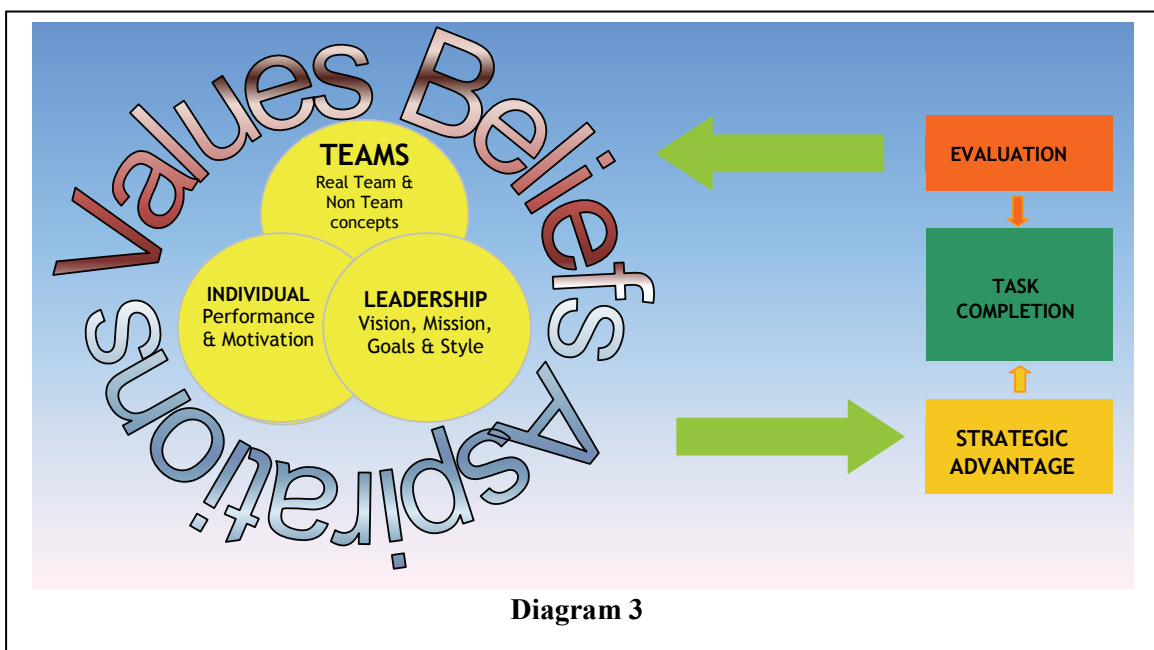 Values Beliefs Aspirations
TEAMS
Real Team &
Non Team
concepts
INDIVIDUAL
Performance
& Motivation
LEADERSHIP
Vision, Mission,
Goals & Style
EVALUATION
TASK
COMPLETION
STRATEGIC
ADVANTAGE
Diagram 3